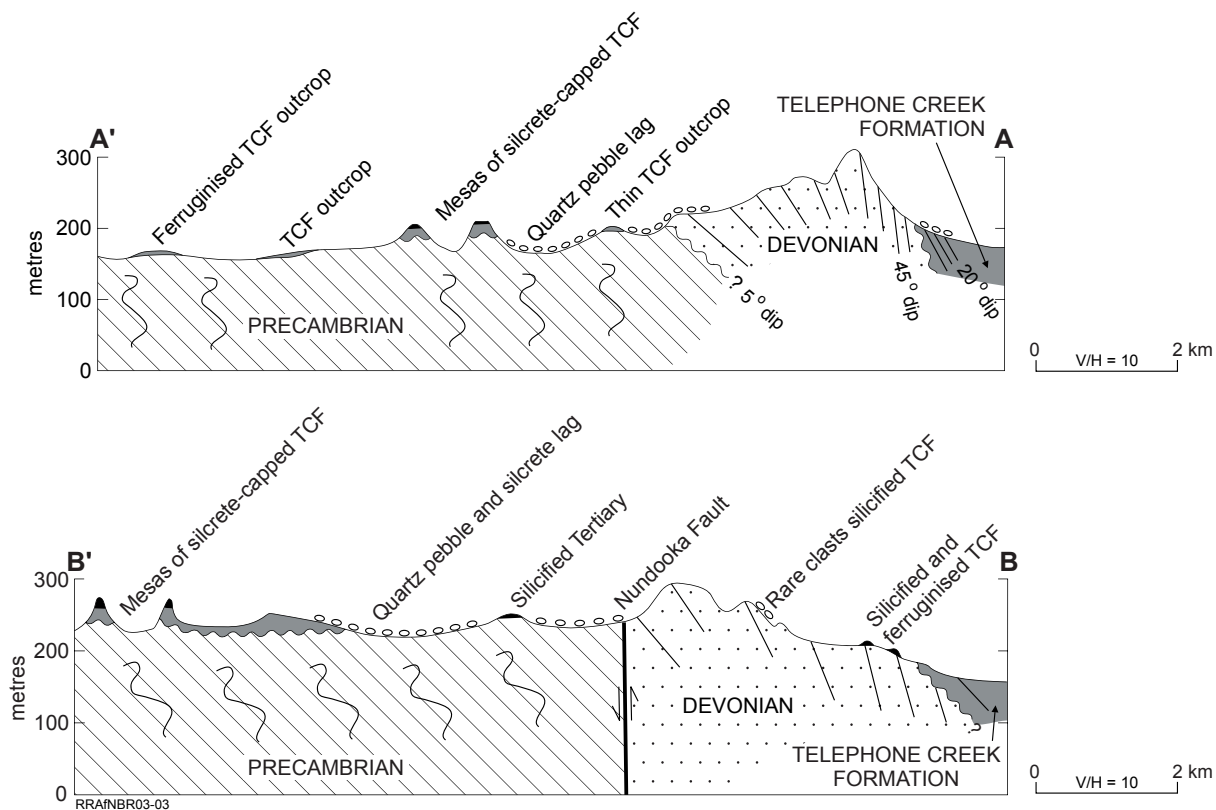 A'
A
Ferruginised TCF outcrop
TCF outcrop
Mesas of silcrete-capped TCF
Quartz pebble lag
Thin TCF outcrop
TELEPHONE CREEK
FORMATION
300
200
100
0
metres
PRECAMBRIAN
DEVONIAN
? 5° dip
45° dip
20° dip
0
2 km
V/H = 10
B'
B
Mesas of silcrete-capped TCF
Quartz pebble and silcrete lag
Silicified Tertiary
Nundooka Fault
Rare clasts silicified TCF
Silicified and
ferruginised TCF
300
200
100
0
metres
PRECAMBRIAN
DEVONIAN
?
TELEPHONE CREEK
FORMATION
0
2 km
V/H = 10
RRAfNBR03-03